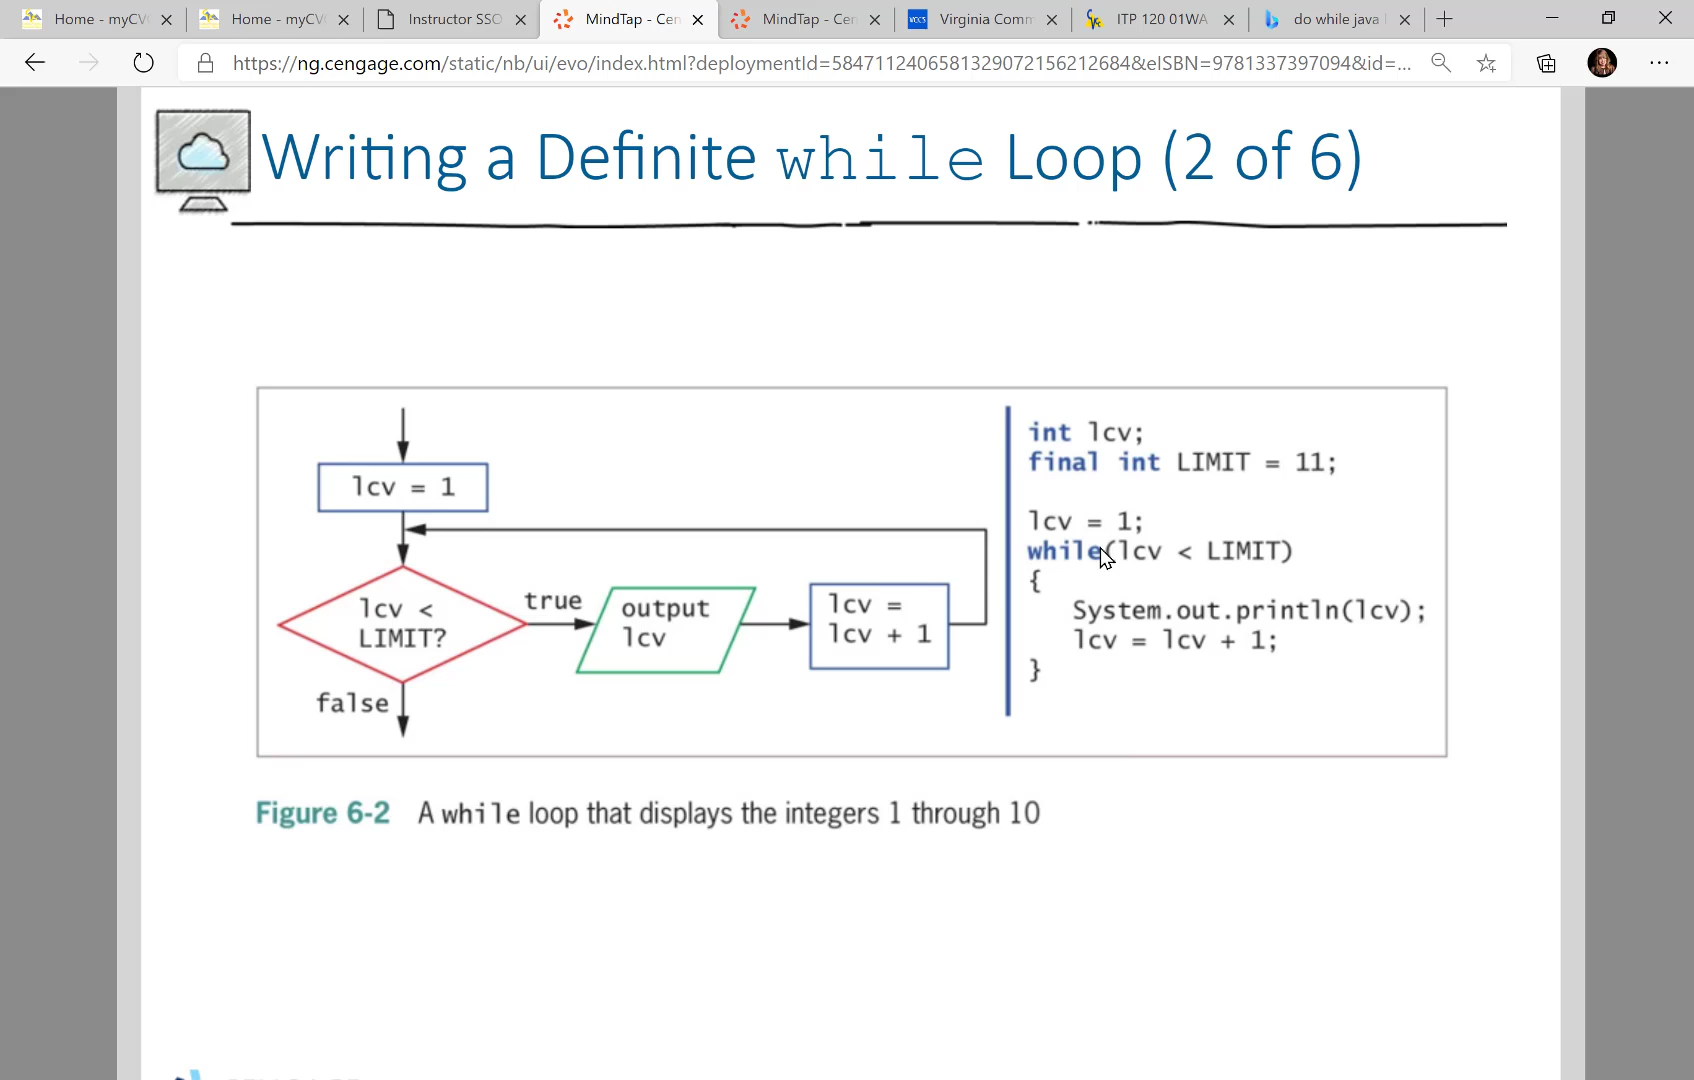 Home - myCV
Home - myCV
Instructor SSO
MindTap - Cen
MindTap - Cen
VCCS
Virginia Comm
ITP 120 01WA
do while java
https://ng.cengage.com/static/nb/ui/evo/index.html?deploymentId=5847112406581329072156212684&eISBN=9781337397094&id=...
Writing a Definite while Loop (2 of 6)
lcv = 1
lcv <
LIMIT?
true
false
output
lcv
lcv =
lcv + 1
int lcv;
final int LIMIT = 11;
lcv = 1;
while(lcv < LIMIT)
{
System.out.println(lcv);
lcv = lcv + 1;
}
Figure 6-2 A while loop that displays the integers 1 through 10